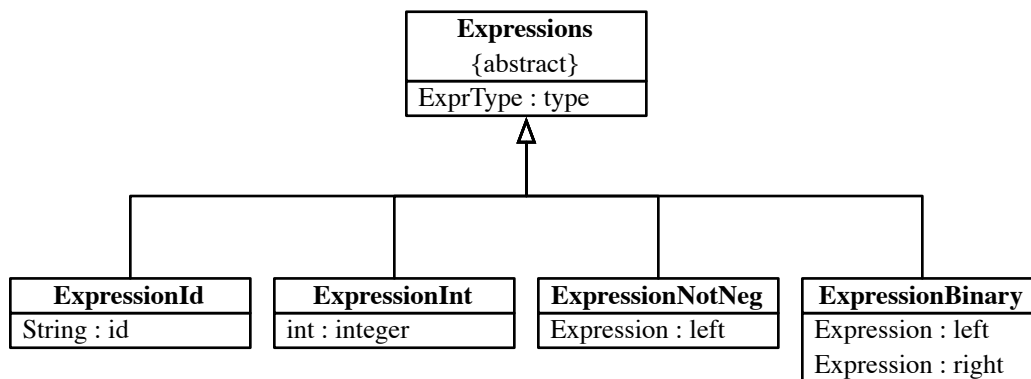 Expressions
{abstract}
ExprType : type
ExpressionId
String : id
ExpressionInt
int : integer
ExpressionNotNeg
Expression : left
ExpressionBinary
Expression : left
Expression : right